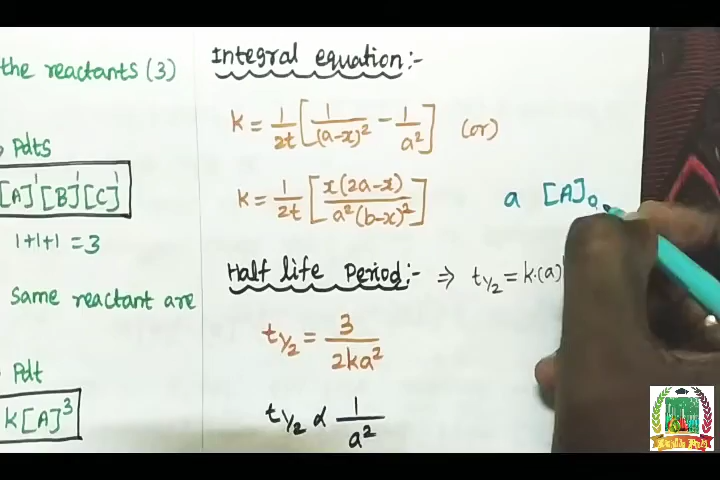 the reactants (3)
Pdts
[A]¹[B]¹[C]¹
1+1+1 = 3
Same reactant are
Pdt
k[A]³
Integral equation:-
k = 1/2t [1/(a-x)² - 1/a²] (or)
k = 1/2t [x(2a-x)/a²(b-x)²]
a [A]₀
Half life Period:- ⇒ t½ = k·(a)
t½ = 3/2ka²
t½ ∝ 1/a²